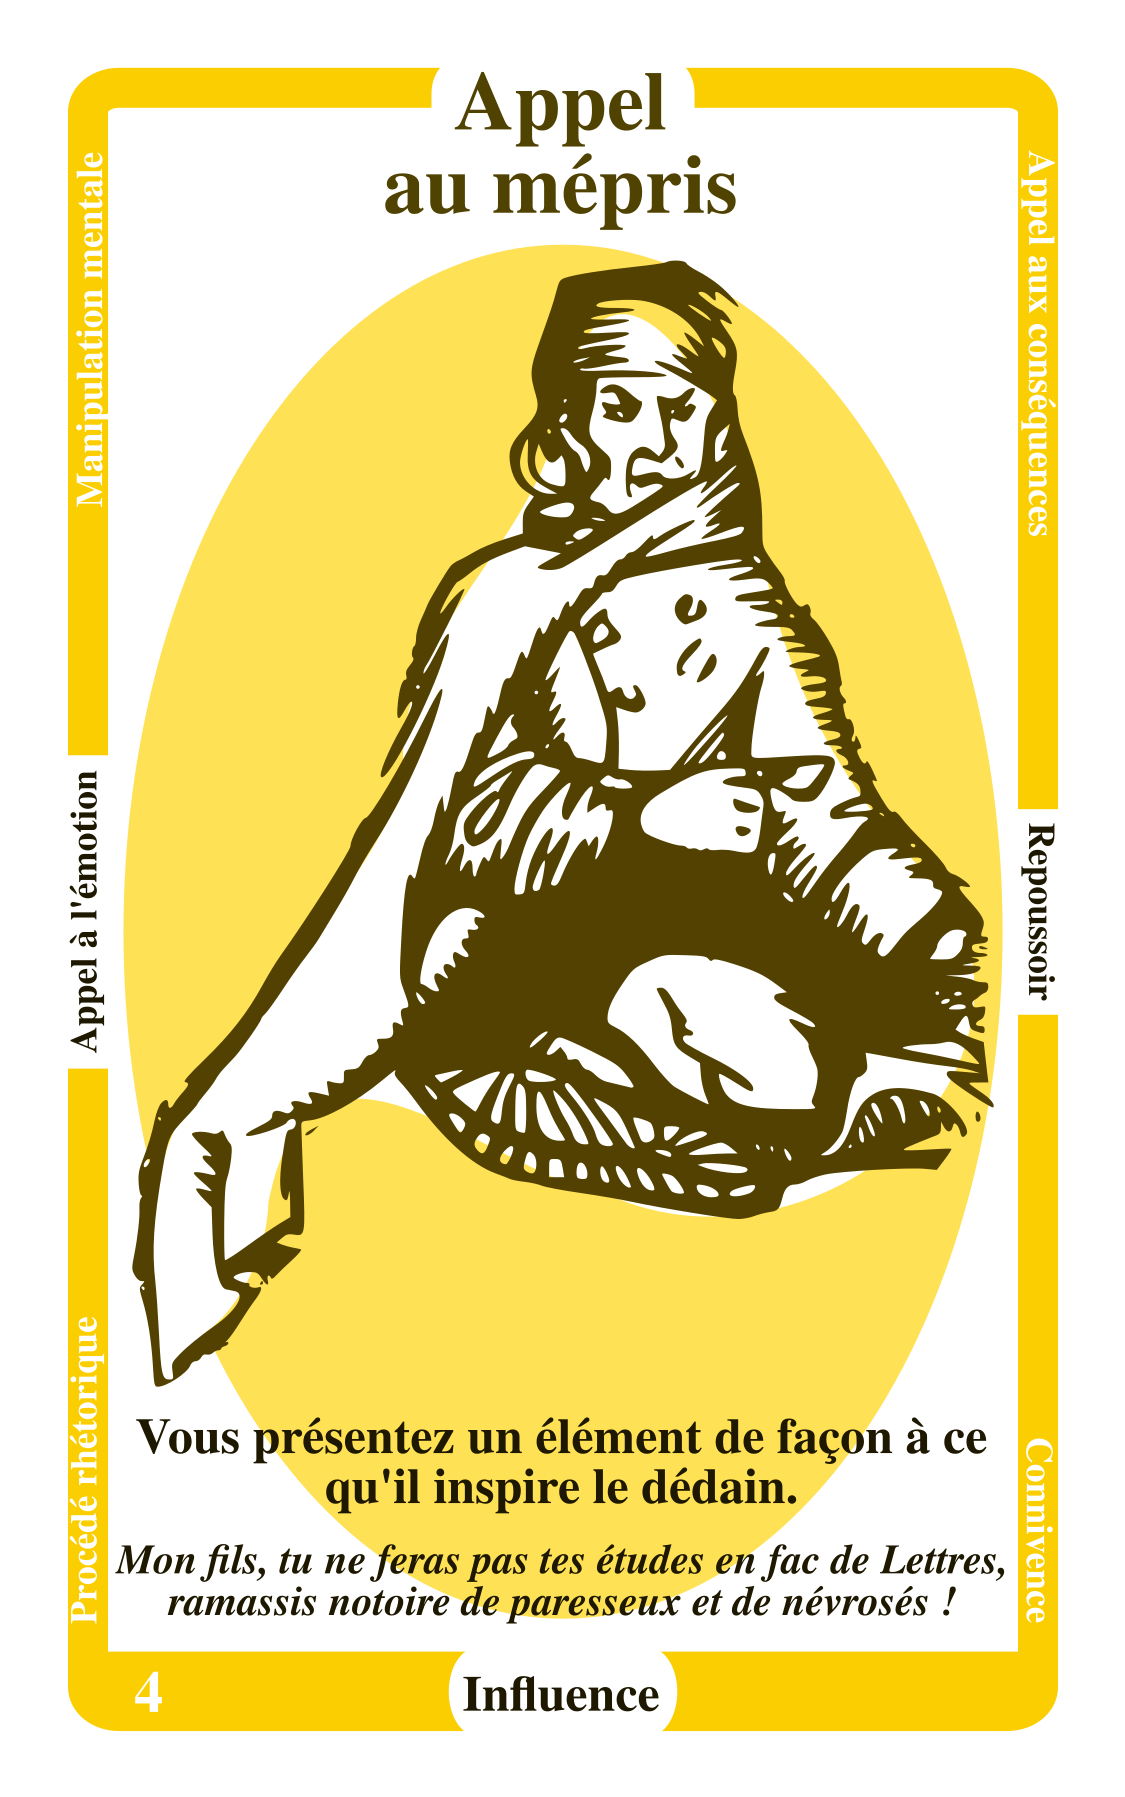 Appel
au mépris
Manipulation mentale
Appel à l'émotion
Procédé rhétorique
Appel aux conséquences
Repoussoir
Connivence
Vous présentez un élément de façon à ce
qu'il inspire le dédain.
Mon fils, tu ne feras pas tes études en fac de Lettres,
ramassis notoire de paresseux et de névrosés !
4
Influence